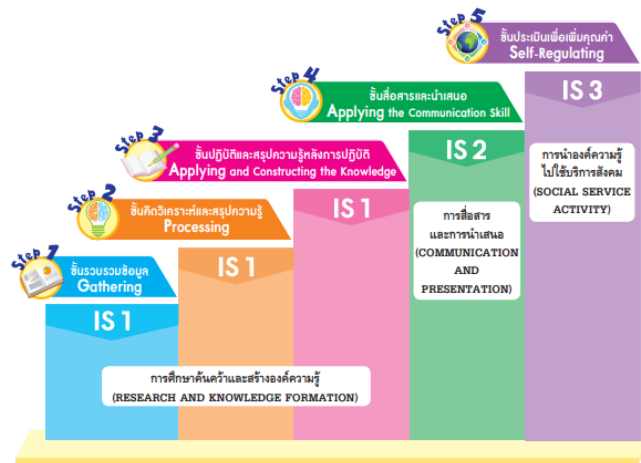 Step 1
ขั้นรวบรวมข้อมูล
Gathering
IS 1
Step 2
ขั้นคิดวิเคราะห์และสรุปความรู้
Processing
IS 1
Step 3
ขั้นปฏิบัติและสรุปความรู้หลังการปฏิบัติ
Applying and Constructing the Knowledge
IS 1
การศึกษาค้นคว้าและสร้างองค์ความรู้
(RESEARCH AND KNOWLEDGE FORMATION)
Step 4
ขั้นสื่อสารและนำเสนอ
Applying the Communication Skill
IS 2
การสื่อสาร
และการนำเสนอ
(COMMUNICATION
AND
PRESENTATION)
Step 5
ขั้นประเมินเพื่อเพิ่มคุณค่า
Self-Regulating
IS 3
การนำองค์ความรู้
ไปใช้บริการสังคม
(SOCIAL SERVICE
ACTIVITY)